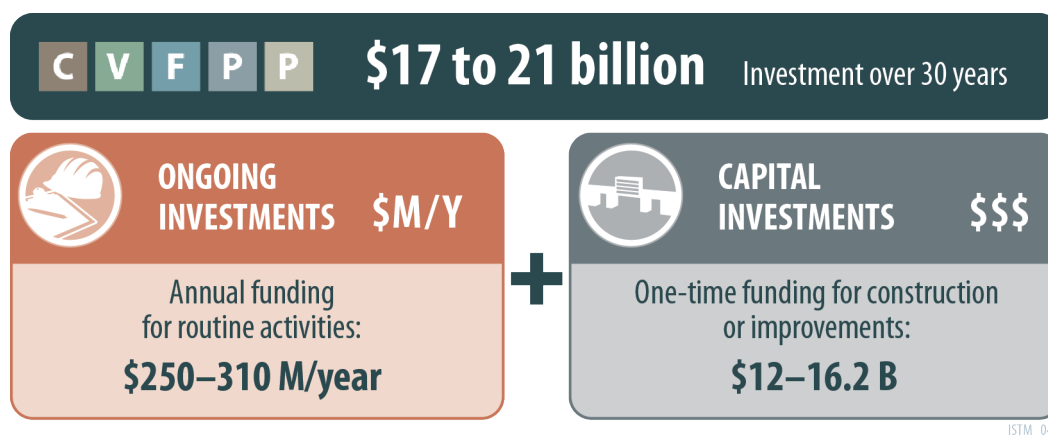 C V F P P $17 to 21 billion Investment over 30 years
ONGOING
INVESTMENTS $M/Y
Annual funding
for routine activities:
$250–310 M/year
+
CAPITAL
INVESTMENTS $$$
One-time funding for construction
or improvements:
$12–16.2 B
ISTM